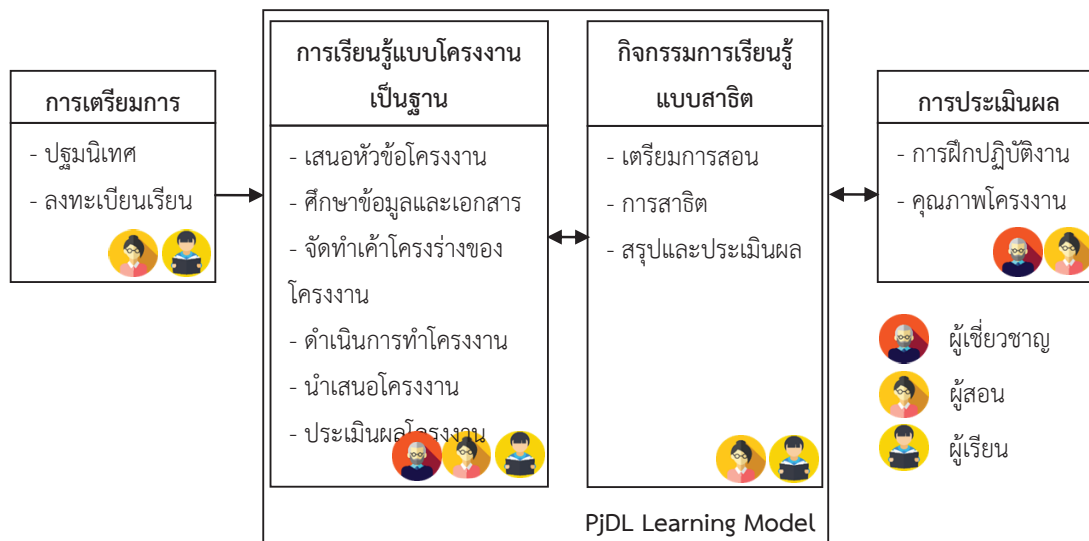 การเตรียมการ
- ปฐมนิเทศ
- ลงทะเบียนเรียน
การเรียนรู้แบบโครงงาน
เป็นฐาน
- เสนอหัวข้อโครงงาน
- ศึกษาข้อมูลและเอกสาร
- จัดทำเค้าโครงร่างของ
โครงงาน
- ดำเนินการทำโครงงาน
- นำเสนอโครงงาน
- ประเมินผลโครงงาน
กิจกรรมการเรียนรู้
แบบสาธิต
- เตรียมการสอน
- การสาธิต
- สรุปและประเมินผล
PjDL Learning Model
การประเมินผล
- การฝึกปฏิบัติงาน
- คุณภาพโครงงาน
ผู้เชี่ยวชาญ
ผู้สอน
ผู้เรียน